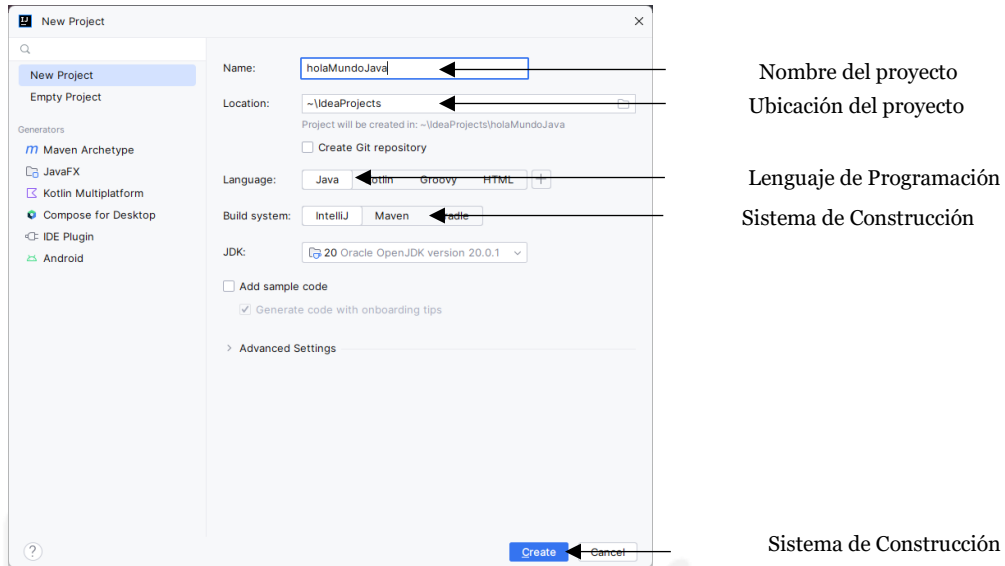 New Project
New Project
Empty Project
Generators
Maven Archetype
JavaFX
Kotlin Multiplatform
Compose for Desktop
IDE Plugin
Android
Name: holaMundoJava
Location: ~\IdeaProjects
Project will be created in: ~\IdeaProjects\holaMundoJava
Create Git repository
Language: Java Kotlin Groovy HTML
Build system: IntelliJ Maven Gradle
JDK: 20 Oracle OpenJDK version 20.0.1
Add sample code
Generate code with onboarding tips
Advanced Settings
? Create Cancel
Nombre del proyecto
Ubicación del proyecto
Lenguaje de Programación
Sistema de Construcción
Sistema de Construcción